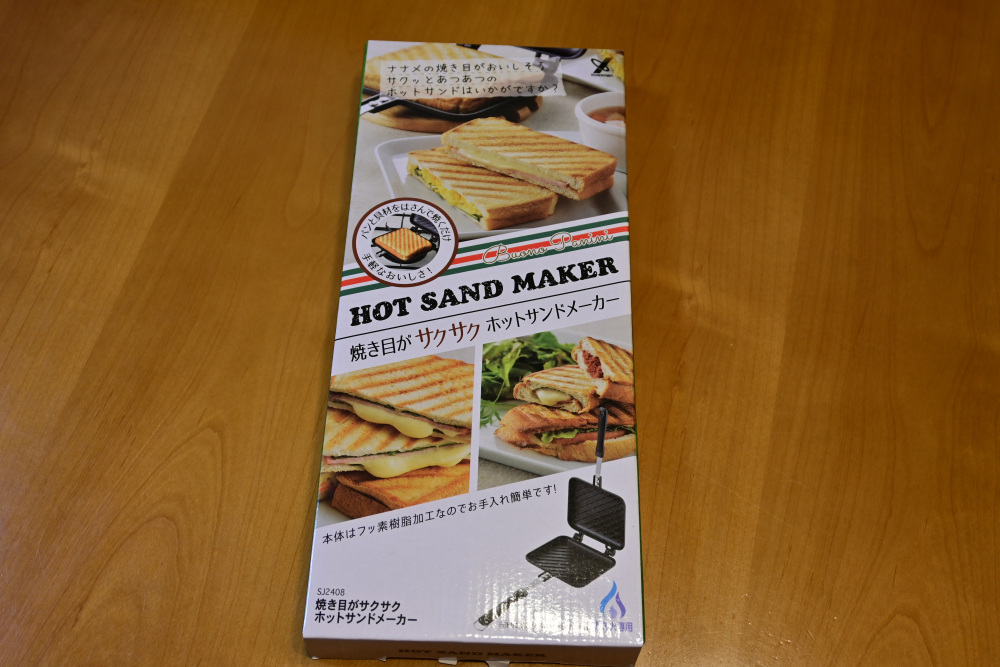 ナナメの焼き目がおいしそう
サクッとあつあつの
ホットサンドはいかがですか?
パンと具材をはさんで焼くだけ
手軽なおいしさ!
Buono Panini
HOT SAND MAKER
焼き目がサクサクホットサンドメーカー
本体はフッ素樹脂加工なのでお手入れ簡単です!
SJ2408
焼き目がサクサク
ホットサンドメーカー
専用
HOT SAND MAKER